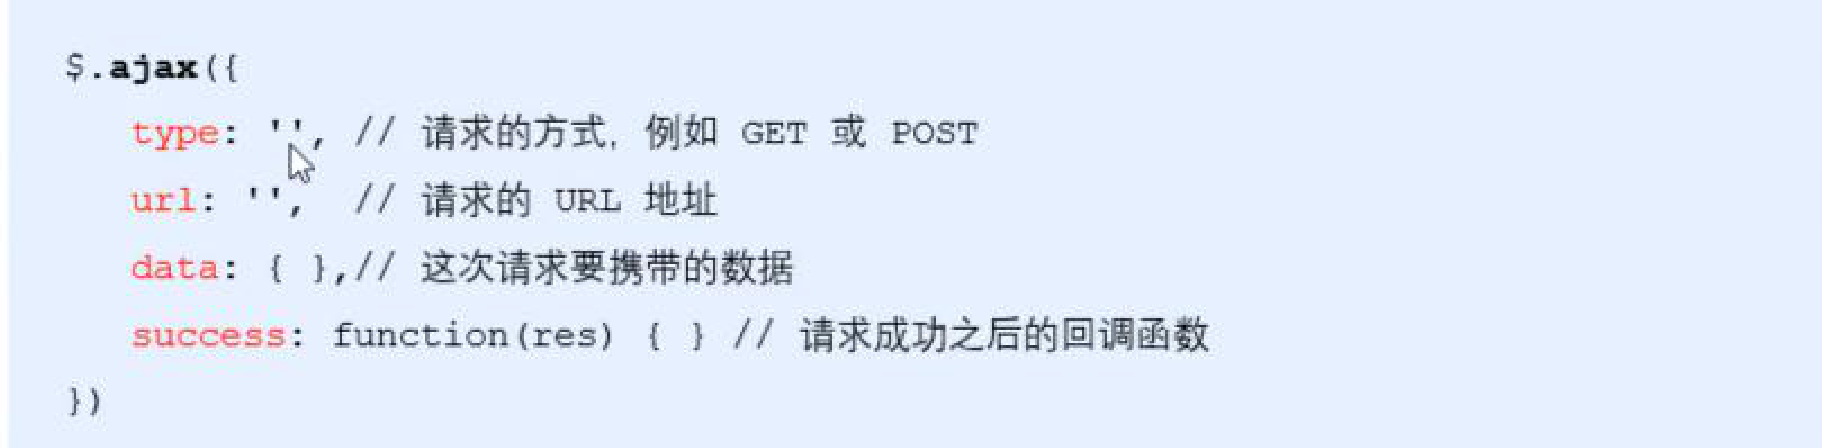 $.ajax({
type: '', // 请求的方式，例如 GET 或 POST
url: '', // 请求的 URL 地址
data: { },// 这次请求要携带的数据
success: function(res) { } // 请求成功之后的回调函数
})